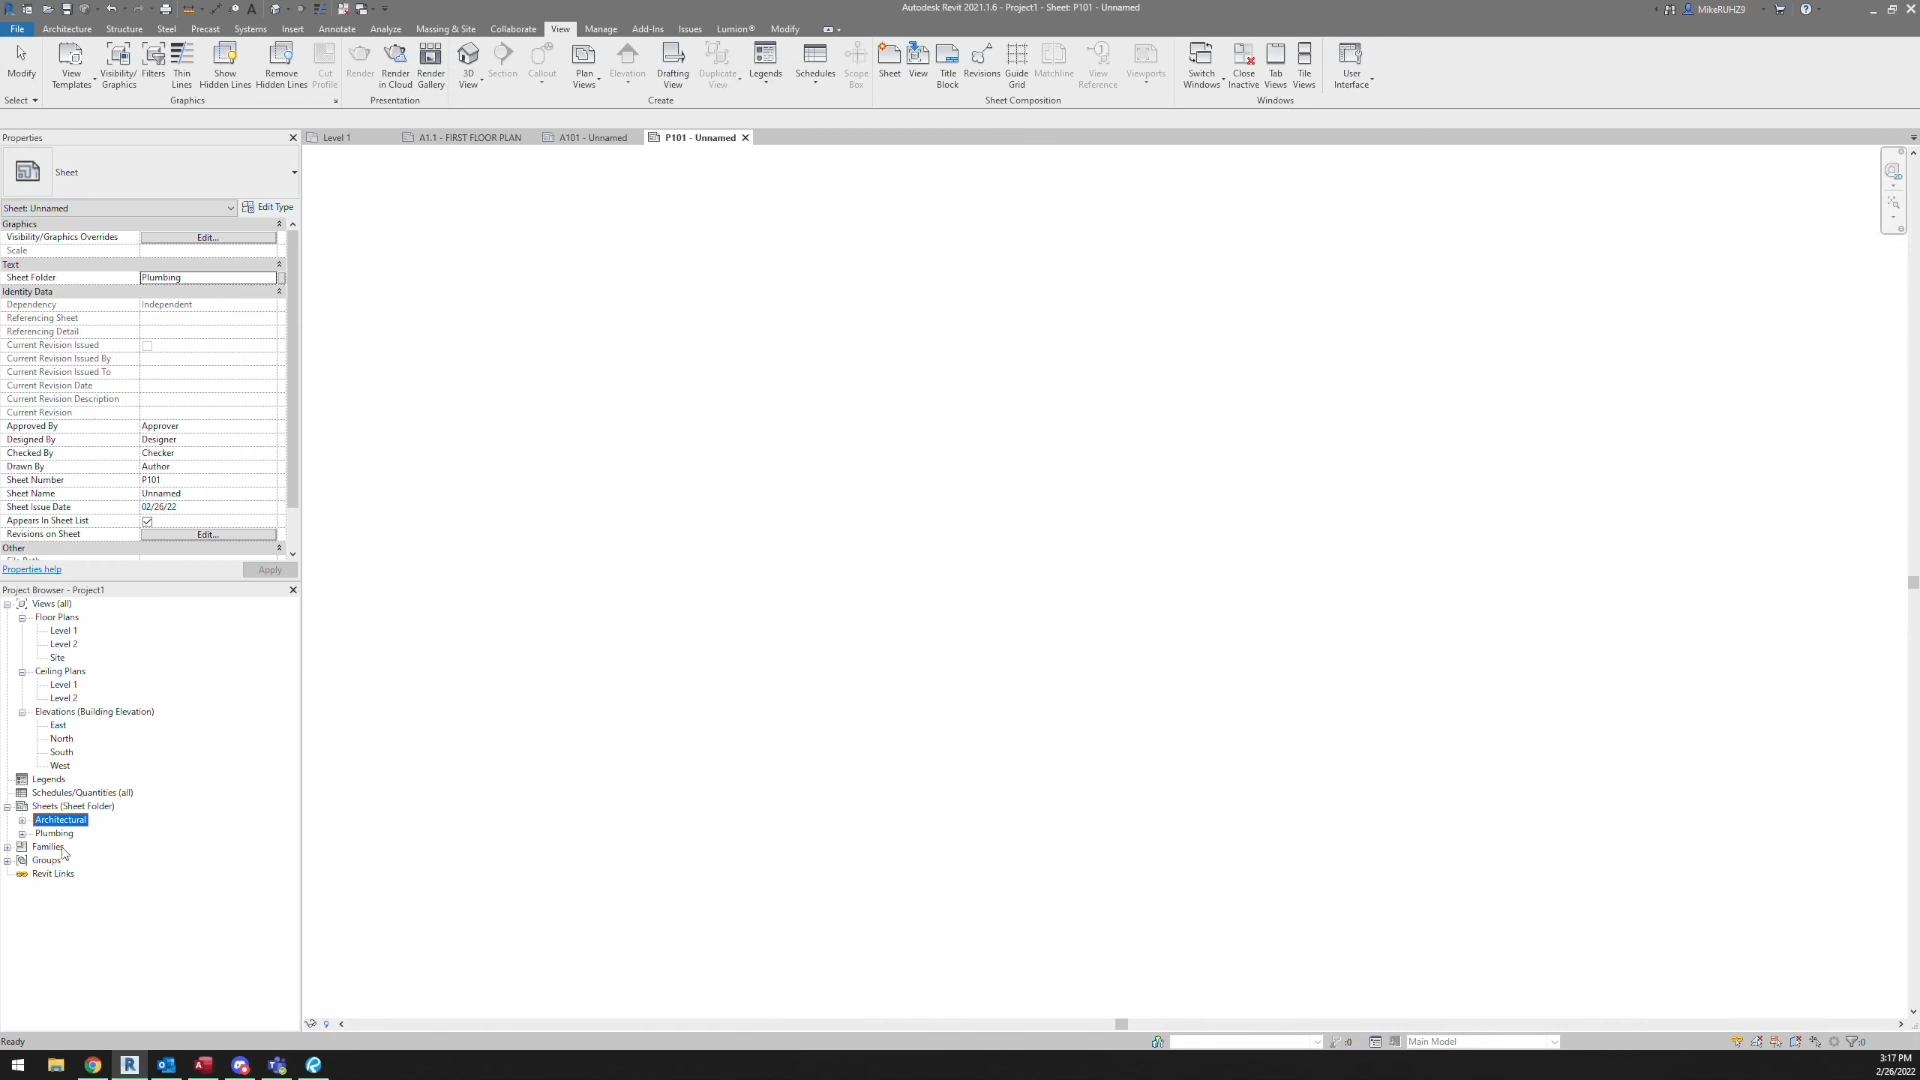 Autodesk Revit 2021.1.6 - Project1 - Sheet: P101 - Unnamed
MikeRUHZ9
File Architecture Structure Steel Precast Systems Insert Annotate Analyze Massing & Site Collaborate View Manage Add-Ins Issues Lumion® Modify
Modify
View Templates
Visibility/ Graphics
Filters
Thin Lines
Show Hidden Lines
Remove Hidden Lines
Cut Profile
Render
Render in Cloud
Render Gallery
3D View
Section
Callout
Plan Views
Elevation
Drafting View
Duplicate View
Legends
Schedules
Scope Box
Sheet
View
Title Block
Revisions
Guide Grid
Matchline
View Reference
Viewports
Switch Windows
Close Inactive
Tab Views
Tile Views
User Interface
Select Graphics Presentation Create Sheet Composition Windows
Properties
Level 1
A1.1 - FIRST FLOOR PLAN
A101 - Unnamed
P101 - Unnamed
Sheet
Sheet: Unnamed
Edit Type
Graphics
Visibility/Graphics Overrides Edit...
Scale
Text
Sheet Folder Plumbing
Identity Data
Dependency Independent
Referencing Sheet
Referencing Detail
Current Revision Issued
Current Revision Issued By
Current Revision Issued To
Current Revision Date
Current Revision Description
Current Revision
Approved By Approver
Designed By Designer
Checked By Checker
Drawn By Author
Sheet Number P101
Sheet Name Unnamed
Sheet Issue Date 02/26/22
Appears In Sheet List
Revisions on Sheet Edit...
Other
File Path
Properties help
Apply
Project Browser - Project1
Views (all)
Floor Plans
Level 1
Level 2
Site
Ceiling Plans
Level 1
Level 2
Elevations (Building Elevation)
East
North
South
West
Legends
Schedules/Quantities (all)
Sheets (Sheet Folder)
Architectural
Plumbing
Families
Groups
Revit Links
Ready
:0
Main Model
:0
3:17 PM
2/26/2022